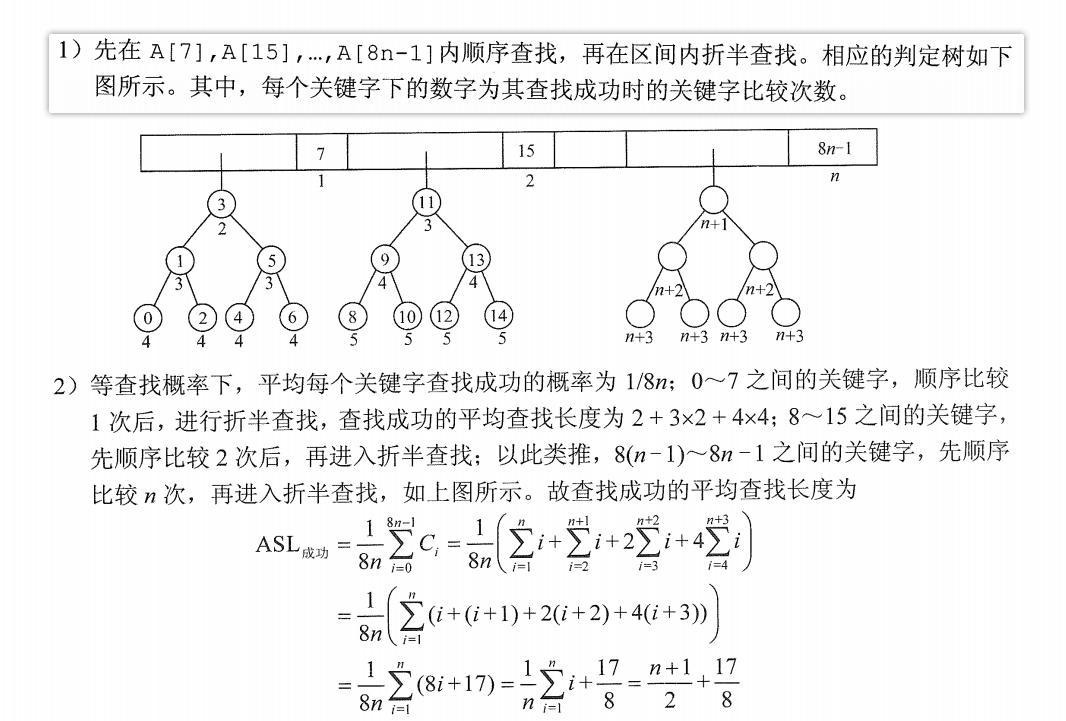 1）先在 A[7],A[15],…,A[8n-1]内顺序查找，再在区间内折半查找。相应的判定树如下
图所示。其中，每个关键字下的数字为其查找成功时的关键字比较次数。
7 15 8n−1
1 2 n
3 11
2 3 n+1
1 5 9 13
3 3 4 4 n+2 n+2
0 2 4 6 8 10 12 14
4 4 4 4 5 5 5 5 n+3 n+3 n+3 n+3
2）等查找概率下，平均每个关键字查找成功的概率为 1/8n；0～7 之间的关键字，顺序比较
1 次后，进行折半查找，查找成功的平均查找长度为 2 + 3×2 + 4×4；8～15 之间的关键字，
先顺序比较 2 次后，再进入折半查找；以此类推，8(n−1)～8n−1 之间的关键字，先顺序
比较 n 次，再进入折半查找，如上图所示。故查找成功的平均查找长度为
ASL成功 = \frac{1}{8n}\sum_{i=0}^{8n-1} C_i = \frac{1}{8n}\left(\sum_{i=1}^{n} i+\sum_{i=2}^{n+1} i+2\sum_{i=3}^{n+2} i+4\sum_{i=4}^{n+3} i\right)
= \frac{1}{8n}\left(\sum_{i=1}^{n}(i+(i+1)+2(i+2)+4(i+3))\right)
= \frac{1}{8n}\sum_{i=1}^{n}(8i+17) = \frac{1}{n}\sum_{i=1}^{n} i+\frac{17}{8} = \frac{n+1}{2}+\frac{17}{8}